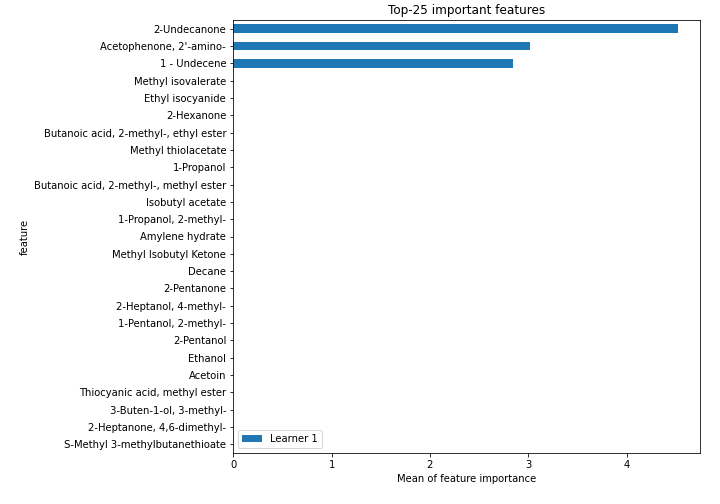 Top-25 important features
2-Undecanone
Acetophenone, 2'-amino-
1 - Undecene
Methyl isovalerate
Ethyl isocyanide
2-Hexanone
Butanoic acid, 2-methyl-, ethyl ester
Methyl thiolacetate
1-Propanol
Butanoic acid, 2-methyl-, methyl ester
Isobutyl acetate
1-Propanol, 2-methyl-
Amylene hydrate
Methyl Isobutyl Ketone
Decane
2-Pentanone
2-Heptanol, 4-methyl-
1-Pentanol, 2-methyl-
2-Pentanol
Ethanol
Acetoin
Thiocyanic acid, methyl ester
3-Buten-1-ol, 3-methyl-
2-Heptanone, 4,6-dimethyl-
S-Methyl 3-methylbutanethioate
feature
Learner 1
0 1 2 3 4
Mean of feature importance